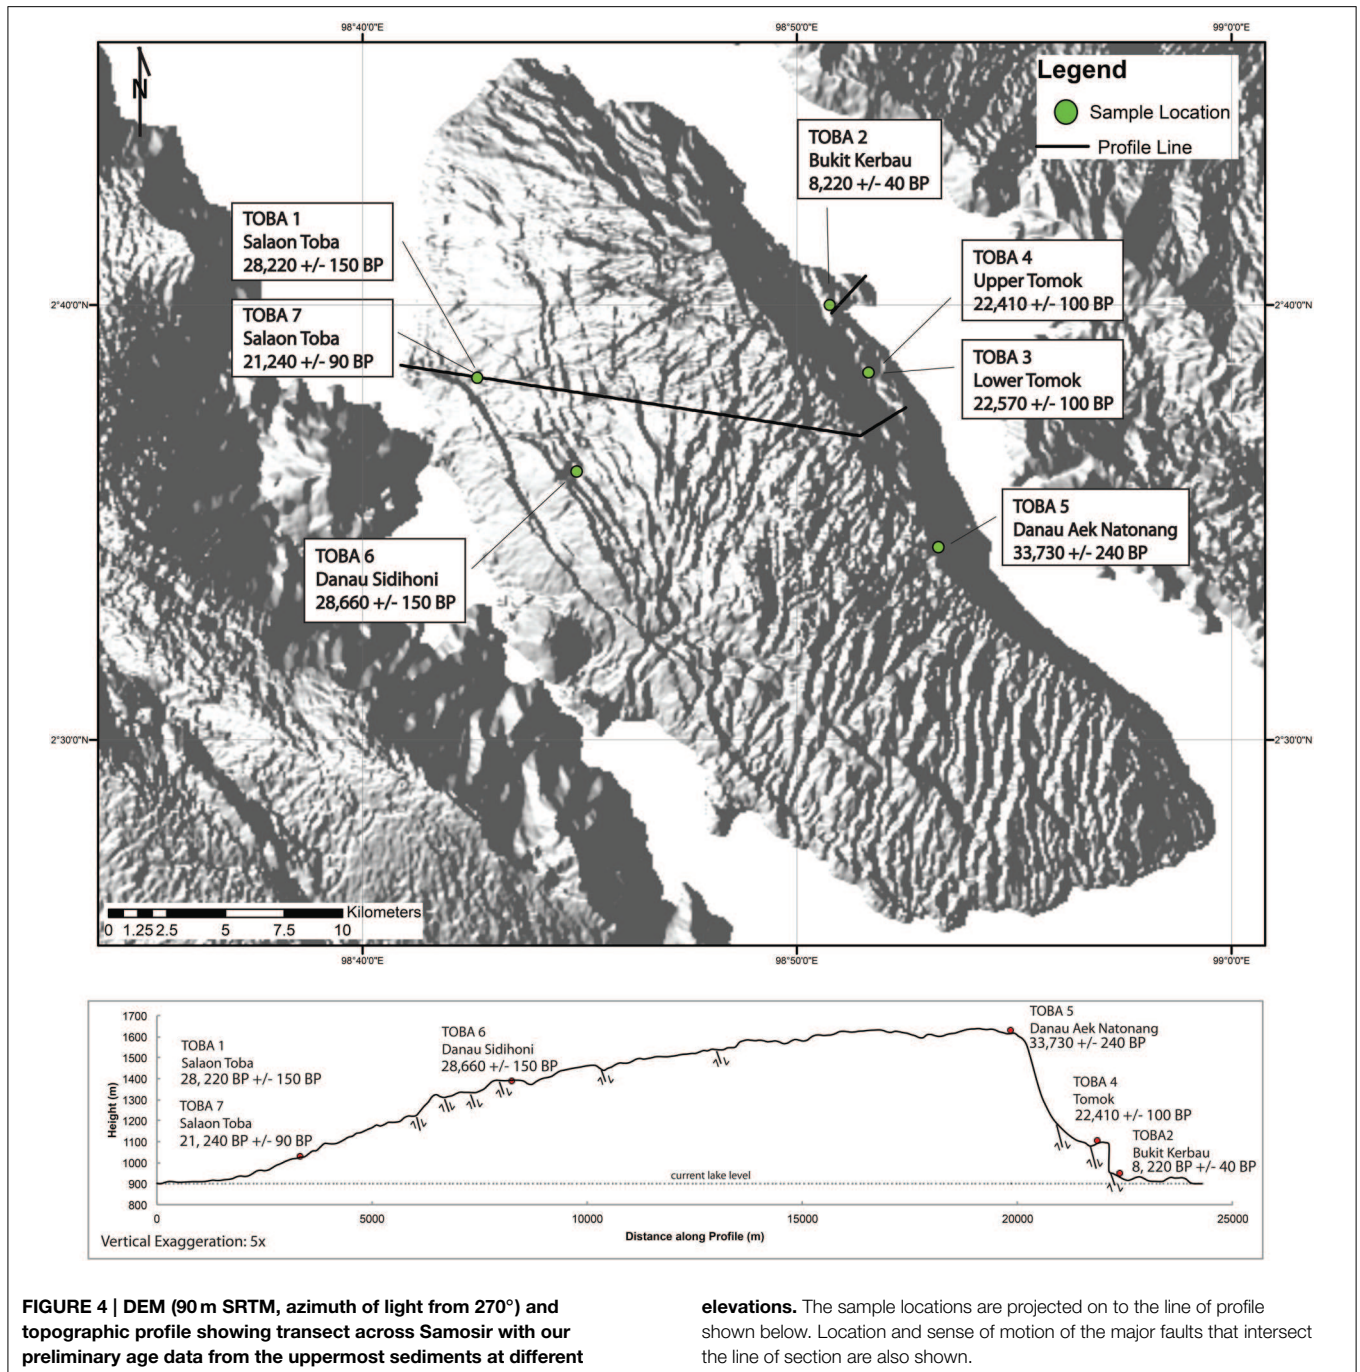 98°40'0"E
98°50'0"E
99°0'0"E
N
Legend
Sample Location
Profile Line
TOBA 2
Bukit Kerbau
8,220 +/- 40 BP
TOBA 1
Salaon Toba
28,220 +/- 150 BP
TOBA 4
Upper Tomok
22,410 +/- 100 BP
2°40'0"N
2°40'0"N
TOBA 7
Salaon Toba
21,240 +/- 90 BP
TOBA 3
Lower Tomok
22,570 +/- 100 BP
TOBA 5
Danau Aek Natonang
33,730 +/- 240 BP
TOBA 6
Danau Sidihoni
28,660 +/- 150 BP
2°30'0"N
2°30'0"N
Kilometers
0 1.25 2.5 5 7.5 10
98°40'0"E
98°50'0"E
99°0'0"E
1700
1600
1500
1400
1300
1200
1100
1000
900
800
Height (m)
TOBA 1
Salaon Toba
28, 220 BP +/- 150 BP
TOBA 7
Salaon Toba
21, 240 BP +/- 90 BP
TOBA 6
Danau Sidihoni
28,660 +/- 150 BP
TOBA 5
Danau Aek Natonang
33,730 +/- 240 BP
TOBA 4
Tomok
22,410 +/- 100 BP
TOBA2
Bukit Kerbau
8, 220 BP +/- 40 BP
current lake level
0 5000 10000 15000 20000 25000
Distance along Profile (m)
Vertical Exaggeration: 5x
FIGURE 4 | DEM (90 m SRTM, azimuth of light from 270°) and
topographic profile showing transect across Samosir with our
preliminary age data from the uppermost sediments at different
elevations. The sample locations are projected on to the line of profile
shown below. Location and sense of motion of the major faults that intersect
the line of section are also shown.